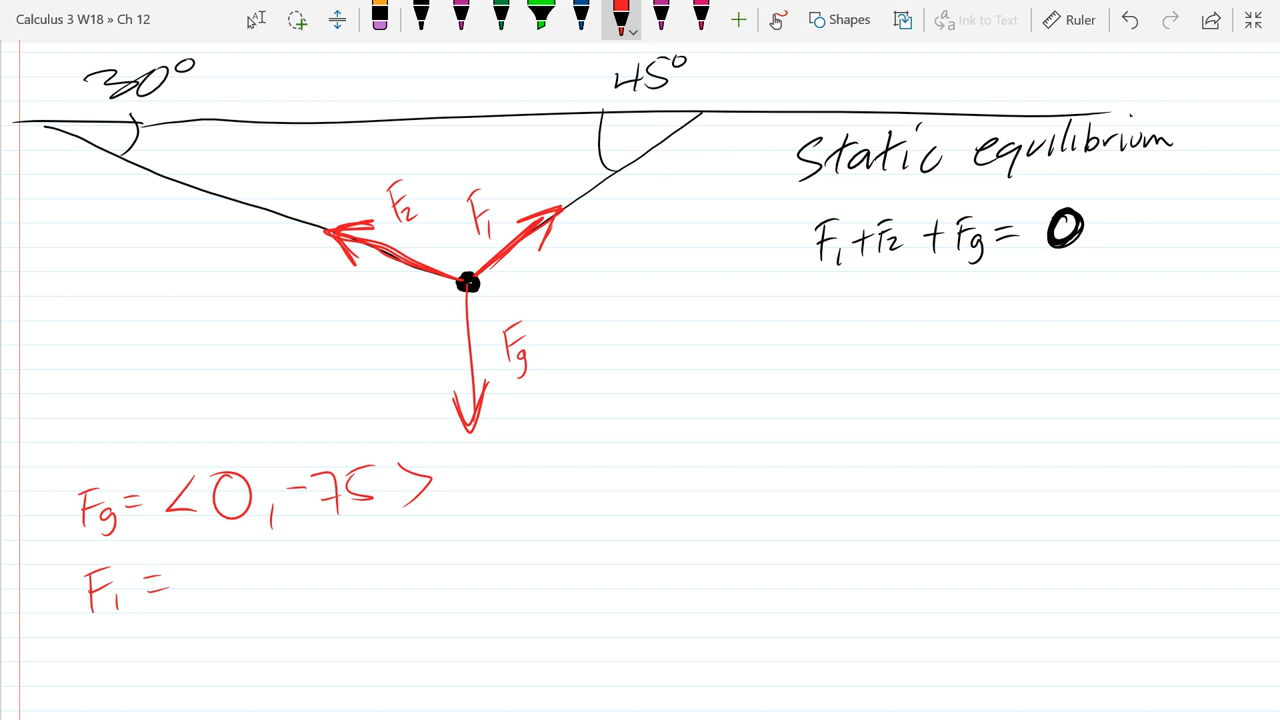 Calculus 3 W18 » Ch 12
Shapes
Ink to Text
Ruler
30°
45°
Static equilibrium
F₂
F₁
F₁ + F₂ + Fg = 0
Fg
Fg = < 0, -75 >
F₁ =